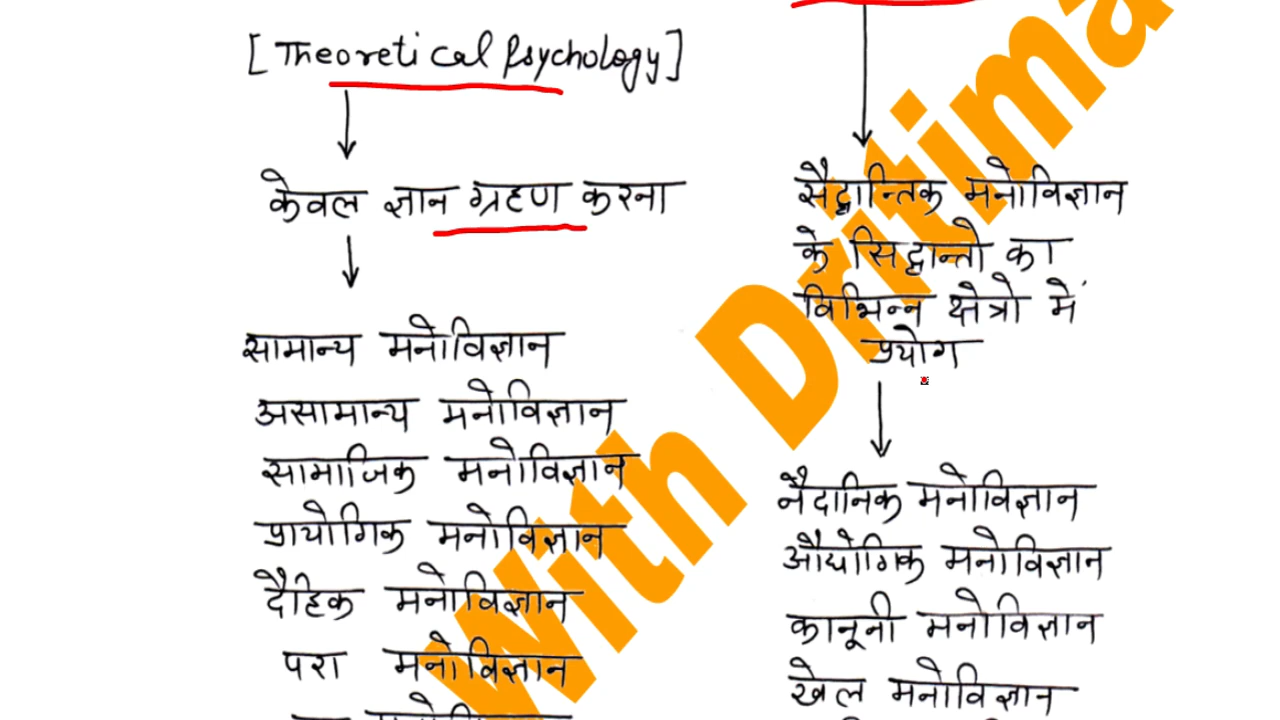 [Theoretical Psychology]
केवल ज्ञान ग्रहण करना
सामान्य मनोविज्ञान
असामान्य मनोविज्ञान
सामाजिक मनोविज्ञान
प्रायोगिक मनोविज्ञान
दैहिक मनोविज्ञान
परा मनोविज्ञान
सैद्धान्तिक मनोविज्ञान
के सिद्धान्तो का
विभिन्न क्षेत्रो में
प्रयोग
नैदानिक मनोविज्ञान
औद्योगिक मनोविज्ञान
कानूनी मनोविज्ञान
खेल मनोविज्ञान
With Dritima